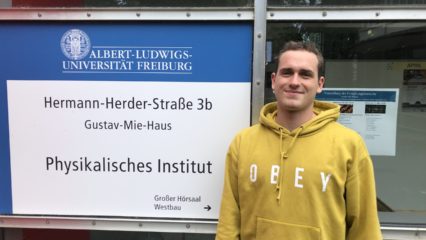 ALBERT-LUDWIGS-
UNIVERSITÄT FREIBURG
Hermann-Herder-Straße 3b
Gustav-Mie-Haus
Physikalisches Institut
Großer Hörsaal
Westbau →
OBEY